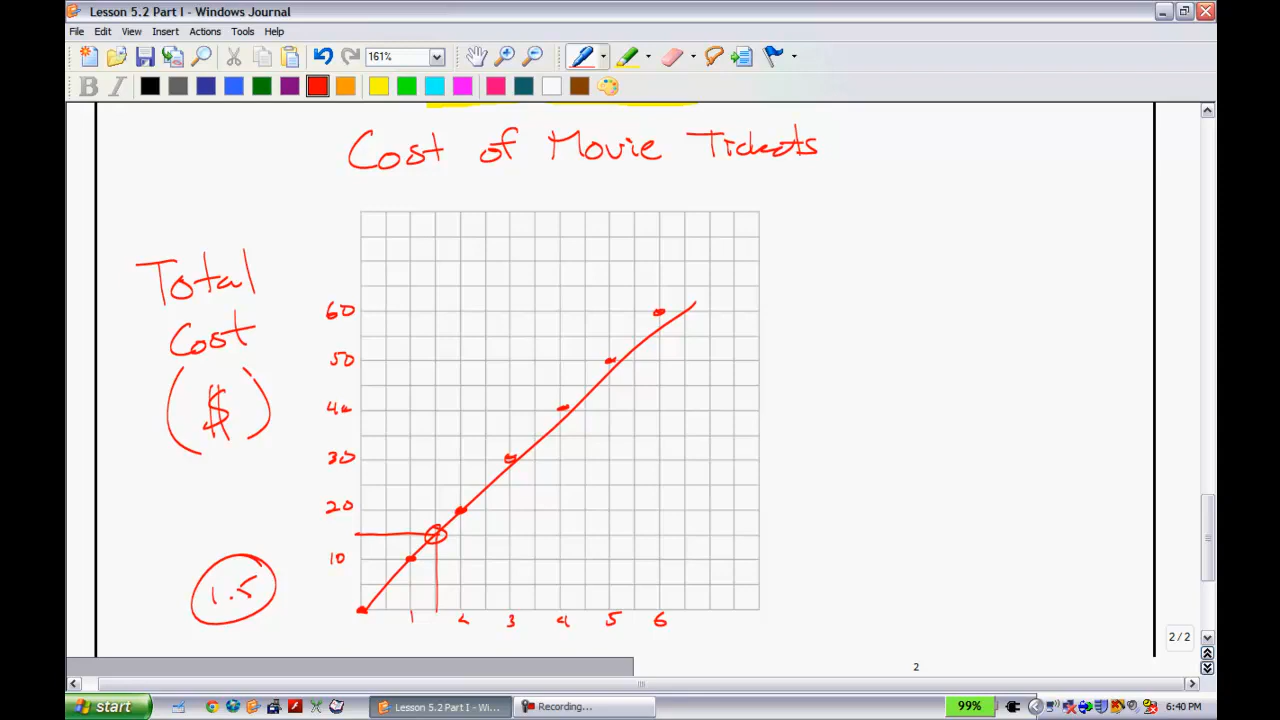 Lesson 5.2 Part I - Windows Journal
File Edit View Insert Actions Tools Help
161%
B I
Cost of Movie Tickets
Total
Cost
($)
60
50
40
30
20
10
1.5
1 2 3 4 5 6
2/2
2
start
Lesson 5.2 Part I - Wi...
Recording...
99%
6:40 PM